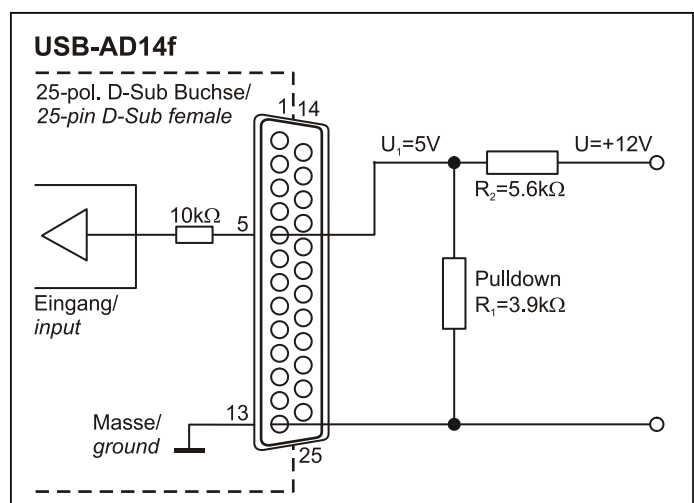 USB-AD14f
25-pol. D-Sub Buchse/
25-pin D-Sub female
1 14
U₁=5V
U=+12V
R₂=5.6kΩ
10kΩ
5
Pulldown
R₁=3.9kΩ
Eingang/
input
13
Masse/
ground
25